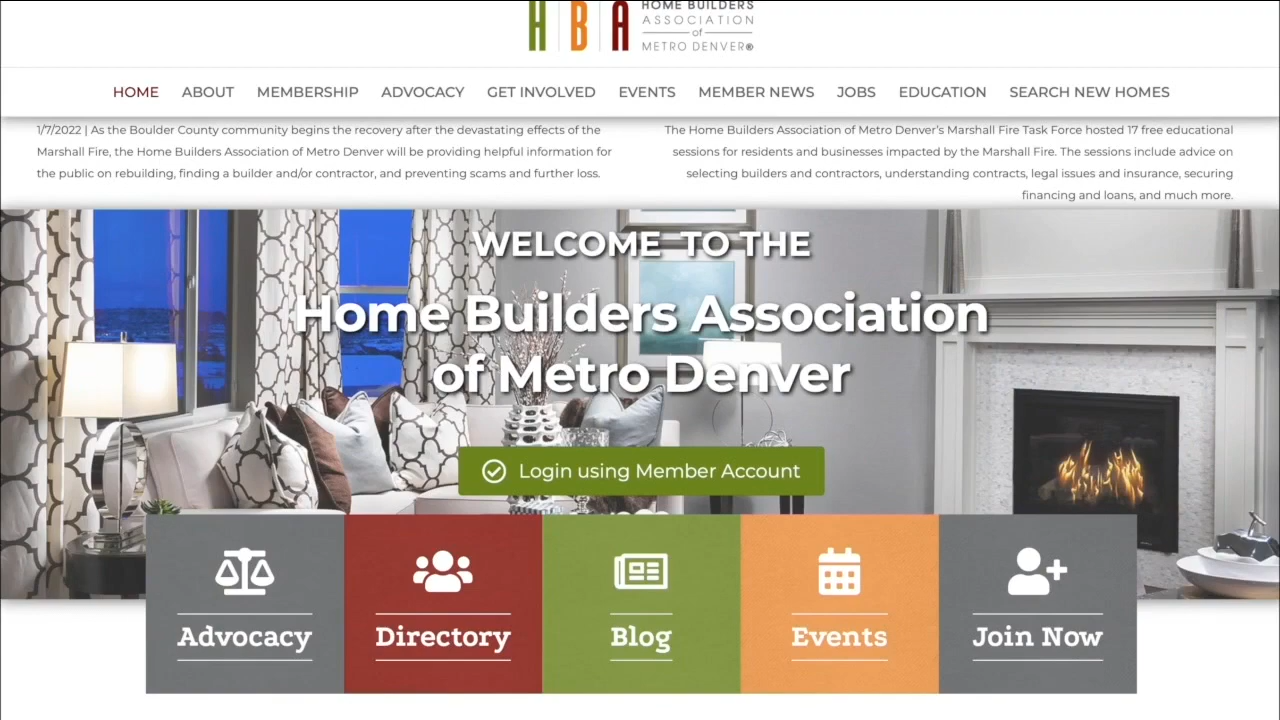 HBA
HOME BUILDERS
ASSOCIATION
of
METRO DENVER®
HOME ABOUT MEMBERSHIP ADVOCACY GET INVOLVED EVENTS MEMBER NEWS JOBS EDUCATION SEARCH NEW HOMES
1/7/2022 | As the Boulder County community begins the recovery after the devastating effects of the
Marshall Fire, the Home Builders Association of Metro Denver will be providing helpful information for
the public on rebuilding, finding a builder and/or contractor, and preventing scams and further loss.
The Home Builders Association of Metro Denver's Marshall Fire Task Force hosted 17 free educational
sessions for residents and businesses impacted by the Marshall Fire. The sessions include advice on
selecting builders and contractors, understanding contracts, legal issues and insurance, securing
financing and loans, and much more.
WELCOME TO THE
Home Builders Association
of Metro Denver
Login using Member Account
Advocacy
Directory
Blog
Events
Join Now